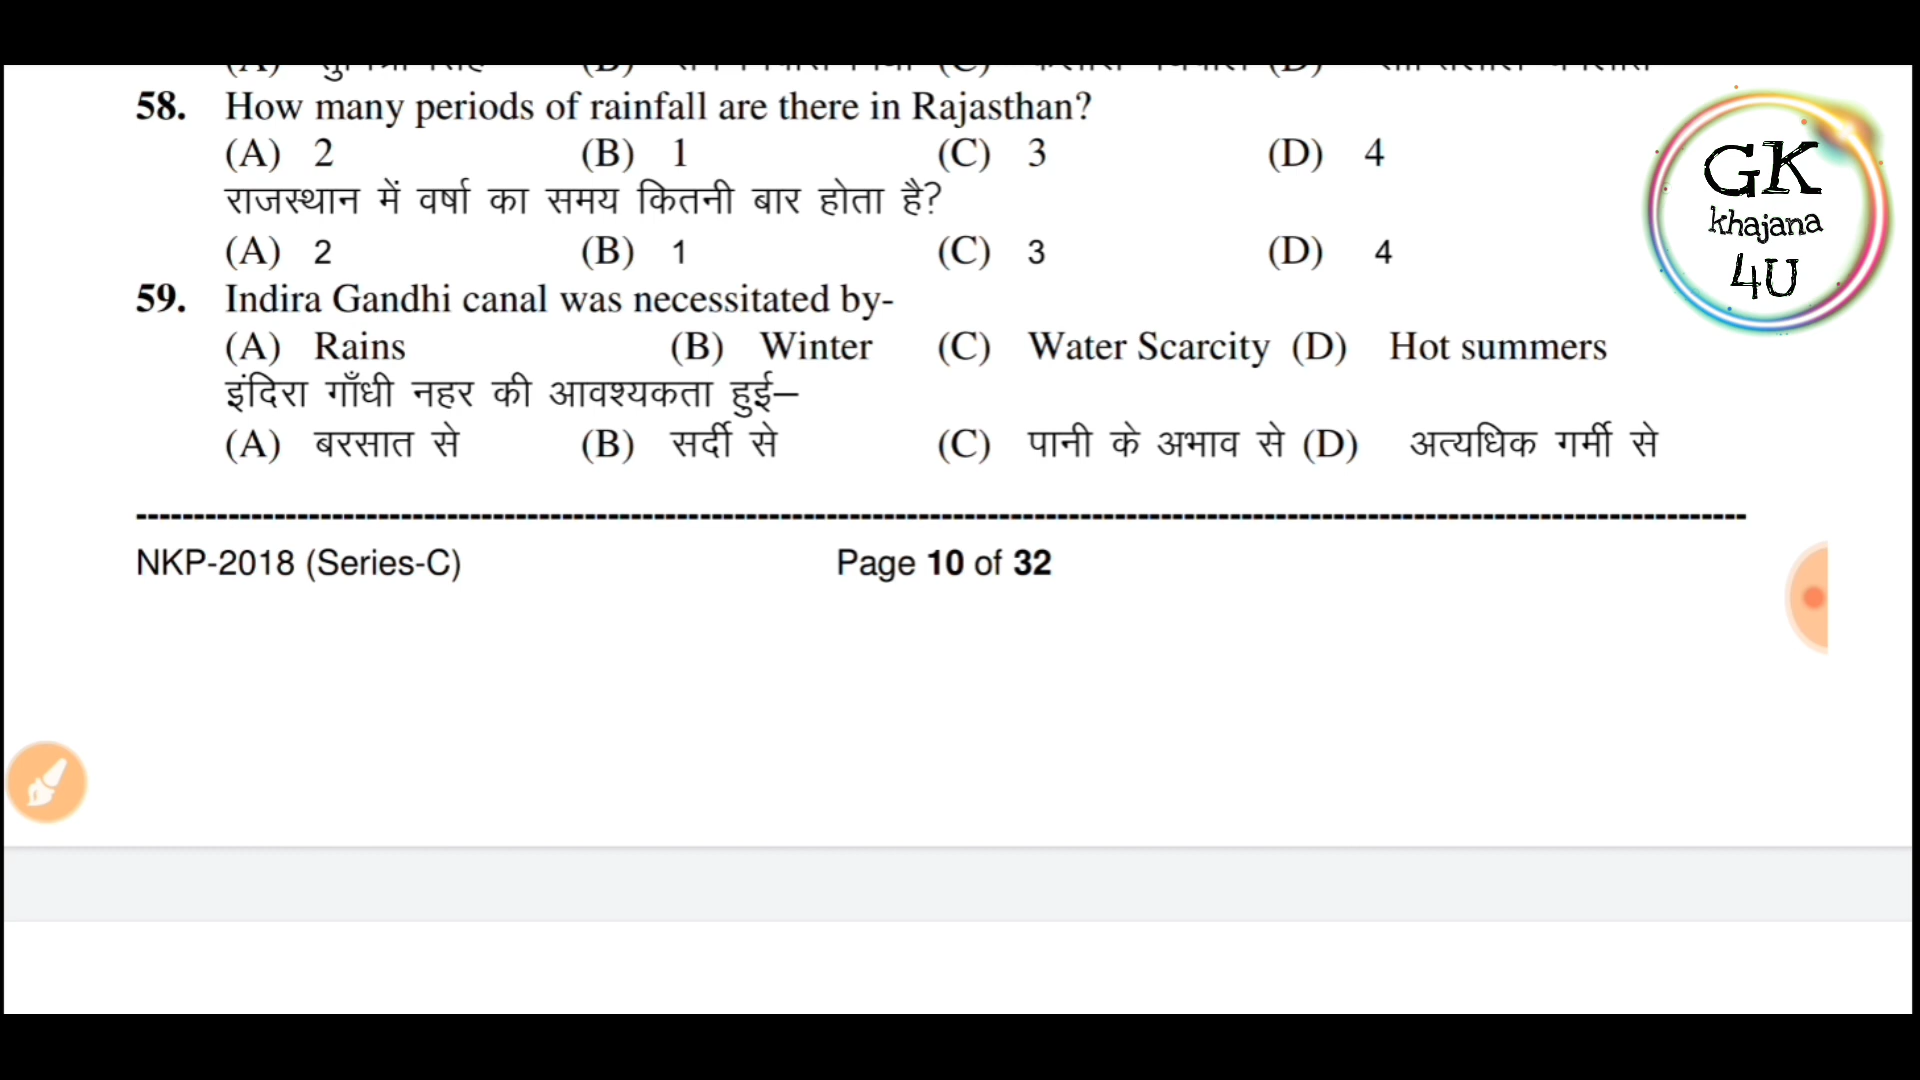 58. How many periods of rainfall are there in Rajasthan?
(A) 2 (B) 1 (C) 3 (D) 4
राजस्थान में वर्षा का समय कितनी बार होता है?
(A) 2 (B) 1 (C) 3 (D) 4
59. Indira Gandhi canal was necessitated by-
(A) Rains (B) Winter (C) Water Scarcity (D) Hot summers
इंदिरा गाँधी नहर की आवश्यकता हुई–
(A) बरसात से (B) सर्दी से (C) पानी के अभाव से (D) अत्यधिक गर्मी से
NKP-2018 (Series-C) Page 10 of 32
GK
khajana
4U